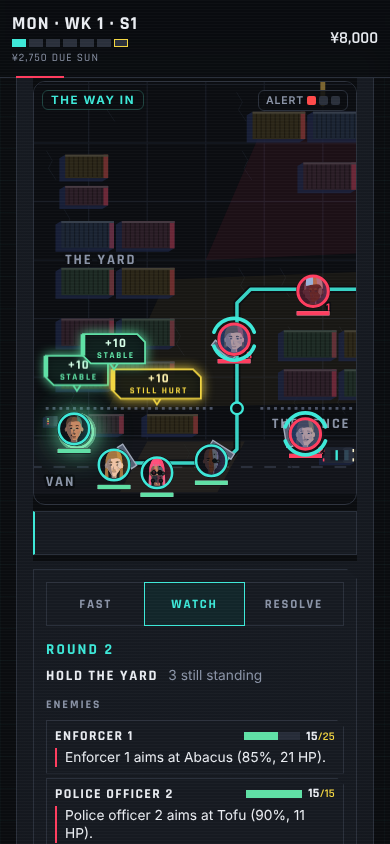 MON · WK 1 · S1
¥8,000
¥2,750 DUE SUN
THE WAY IN
ALERT
THE YARD
1
+10
STABLE
+10
STABLE
+10
STILL HURT
VAN
FAST
WATCH
RESOLVE
ROUND 2
HOLD THE YARD 3 still standing
ENEMIES
ENFORCER 1
15/25
Enforcer 1 aims at Abacus (85%, 21 HP).
POLICE OFFICER 2
15/15
Police officer 2 aims at Tofu (90%, 11
HP).